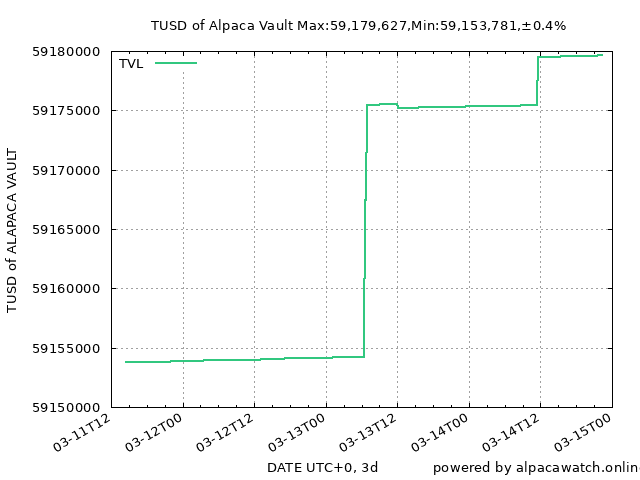 TUSD of Alpaca Vault Max:59,179,627,Min:59,153,781,±0.4%
TVL
59180000
59175000
59170000
59165000
59160000
59155000
59150000
TUSD of ALAPACA VAULT
03-11T12
03-12T00
03-12T12
03-13T00
03-13T12
03-14T00
03-14T12
03-15T00
DATE UTC+0, 3d
powered by alpacawatch.onlin